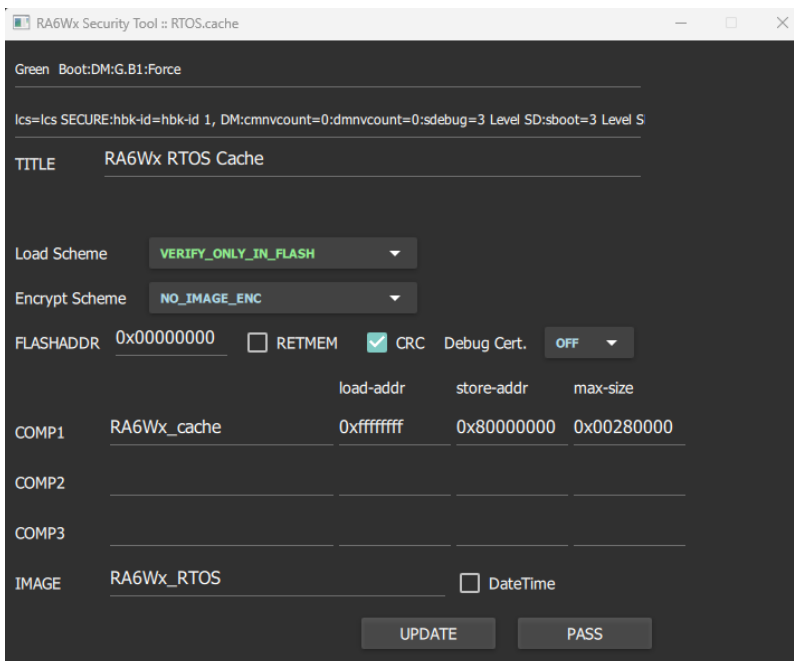 RA6Wx Security Tool :: RTOS.cache
Green Boot:DM:G.B1:Force
lcs=lcs SECURE:hbk-id=hbk-id 1, DM:cmnvcount=0:dmnvcount=0:sdebug=3 Level SD:sboot=3 Level S
TITLE RA6Wx RTOS Cache
Load Scheme VERIFY_ONLY_IN_FLASH
Encrypt Scheme NO_IMAGE_ENC
FLASHADDR 0x00000000 RETMEM CRC Debug Cert. OFF
load-addr store-addr max-size
COMP1 RA6Wx_cache 0xffffffff 0x80000000 0x00280000
COMP2
COMP3
IMAGE RA6Wx_RTOS DateTime
UPDATE PASS